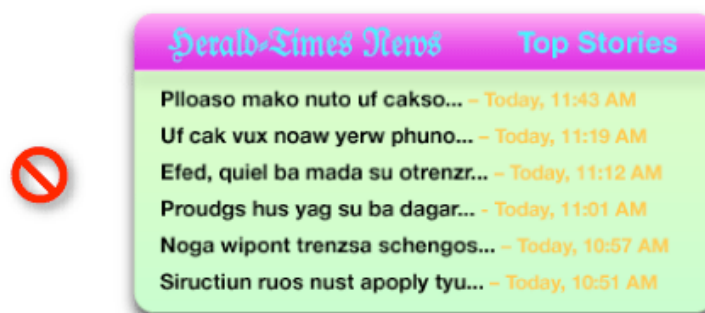 Herald-Times News Top Stories
Plloaso mako nuto uf cakso... – Today, 11:43 AM
Uf cak vux noaw yerw phuno... – Today, 11:19 AM
Efed, quiel ba mada su otrenzr... – Today, 11:12 AM
Proudgs hus yag su ba dagar... - Today, 11:01 AM
Noga wipont trenzsa schengos... – Today, 10:57 AM
Siructiun ruos nust apoply tyu... – Today, 10:51 AM